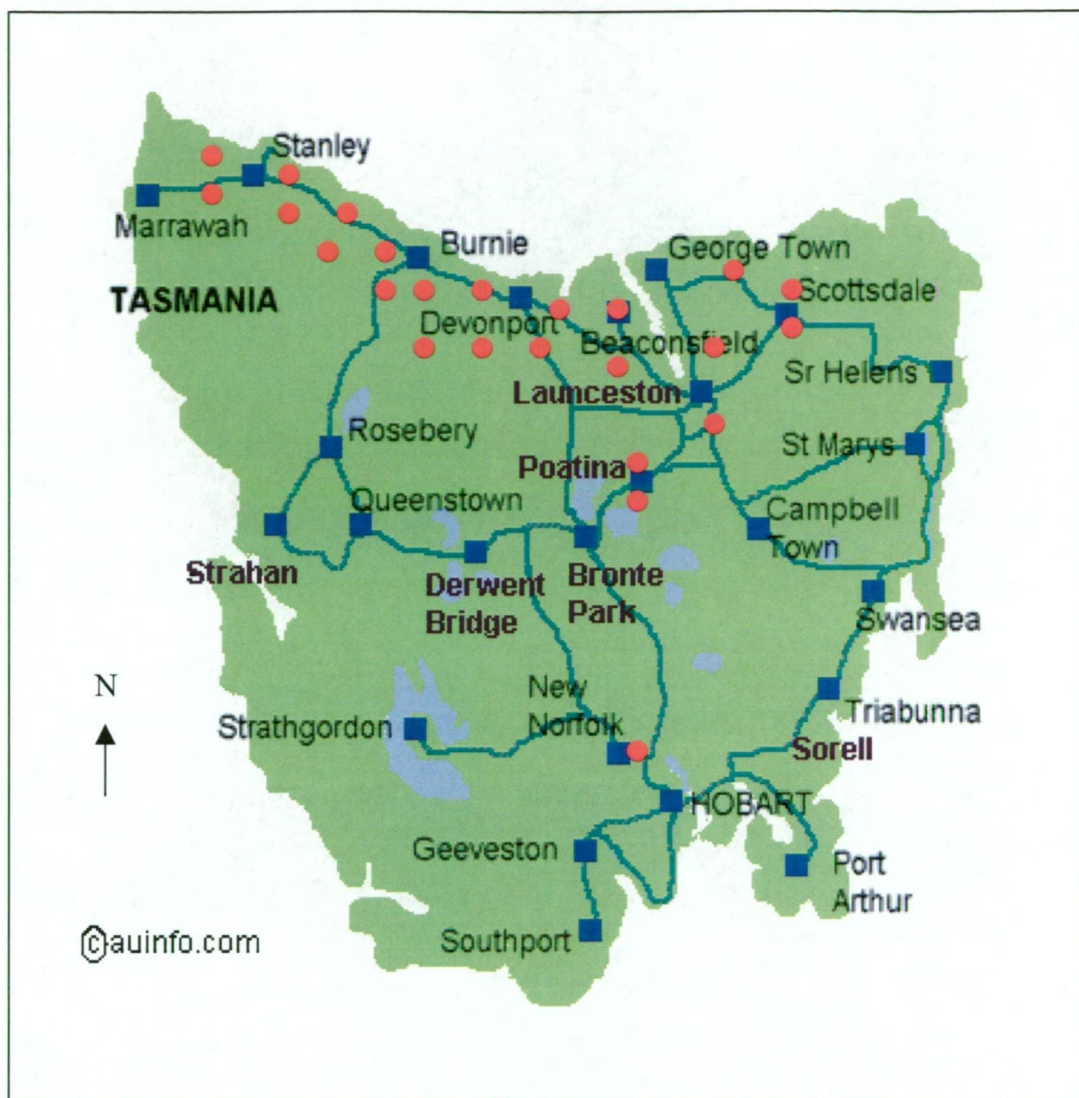 Stanley
Marrawah
Burnie
George Town
TASMANIA
Scottsdale
Devonport
Beaconsfield
Sr Helens
Launceston
Rosebery
St Marys
Poatina
Queenstown
Campbell
Town
Strahan
Derwent
Bridge
Bronte
Park
Swansea
N
New
Norfolk
Strathgordon
Triabunna
Sorell
HOBART
Geeveston
Port
Arthur
©auinfo.com
Southport